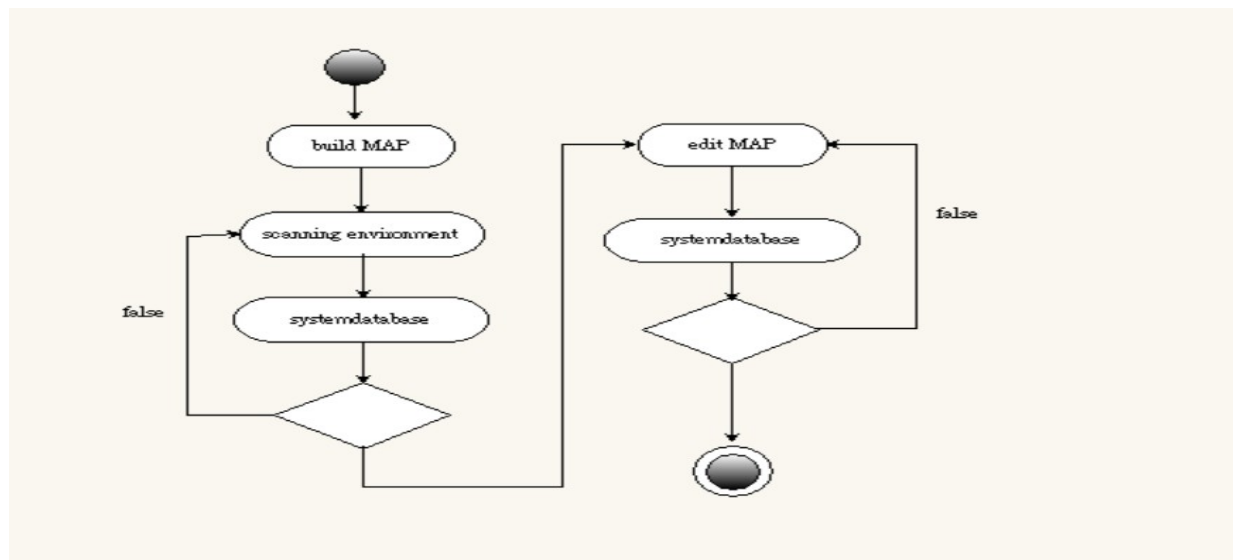 build MAP
scanning environment
systemdatabase
false
edit MAP
systemdatabase
false